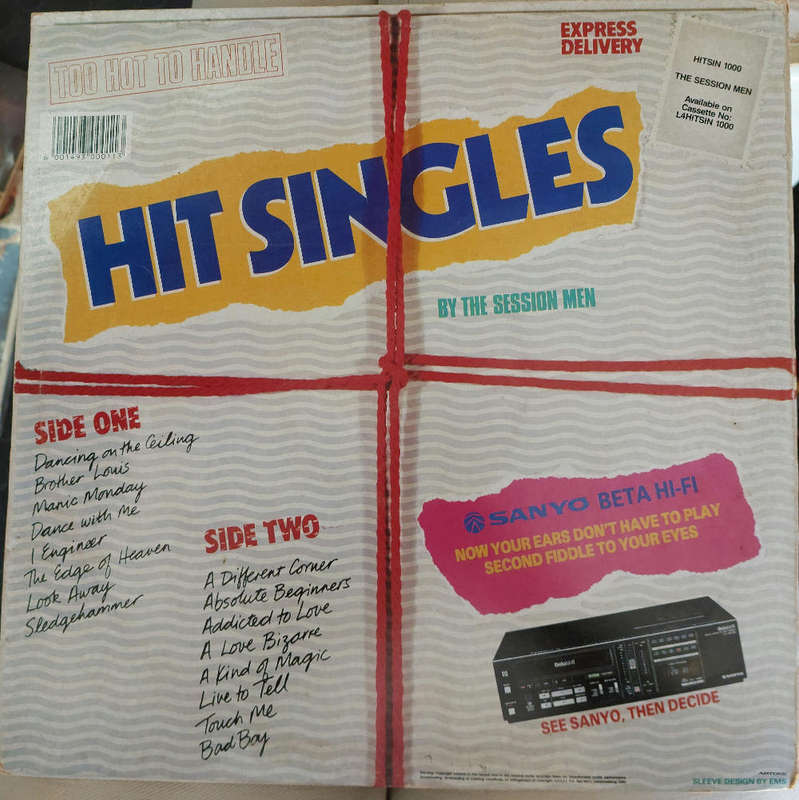 TOO HOT TO HANDLE
EXPRESS
DELIVERY
HITSIN 1000
THE SESSION MEN
Available on
Cassette No:
L4HITSIN 1000
HIT SINGLES
BY THE SESSION MEN
SIDE ONE
Dancing on the Ceiling
Brother Louis
Manic Monday
Dance with Me
I Engineer
The Edge of Heaven
Look Away
Sledgehammer
SIDE TWO
A Different Corner
Absolute Beginners
Addicted to Love
A Love Bizarre
A Kind of Magic
Live to Tell
Touch Me
Bad Boy
SANYO BETA HI-FI
NOW YOUR EARS DON'T HAVE TO PLAY
SECOND FIDDLE TO YOUR EYES
SEE SANYO, THEN DECIDE
SLEEVE DESIGN BY EMS